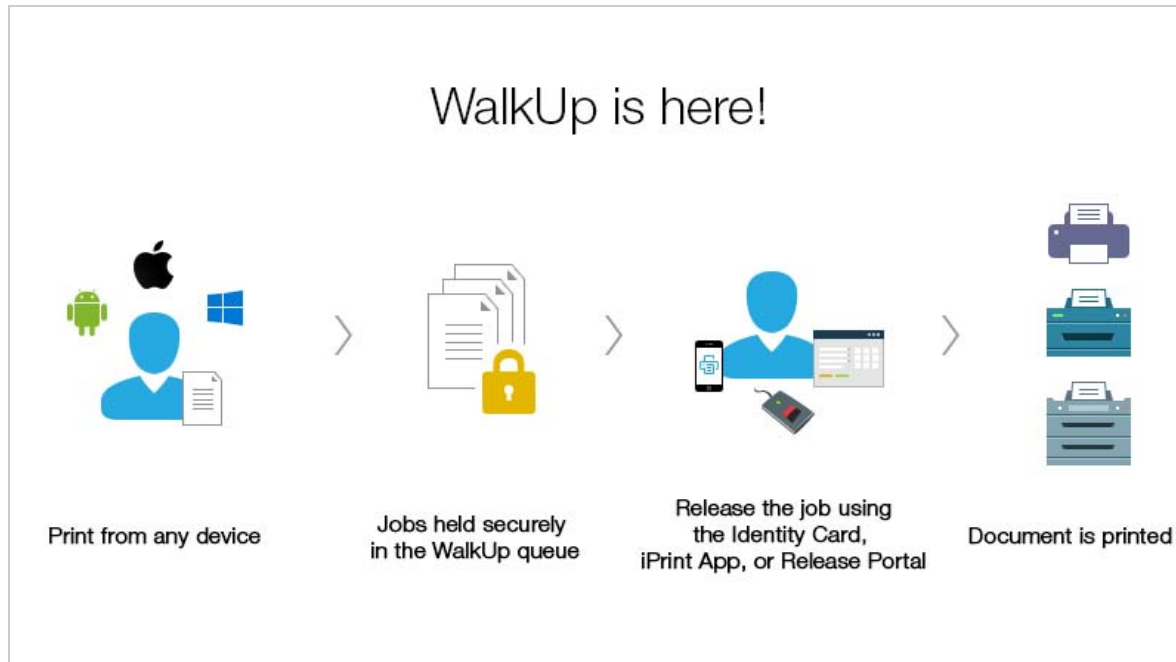 WalkUp is here!
Print from any device
Jobs held securely
in the WalkUp queue
Release the job using
the Identity Card,
iPrint App, or Release Portal
Document is printed